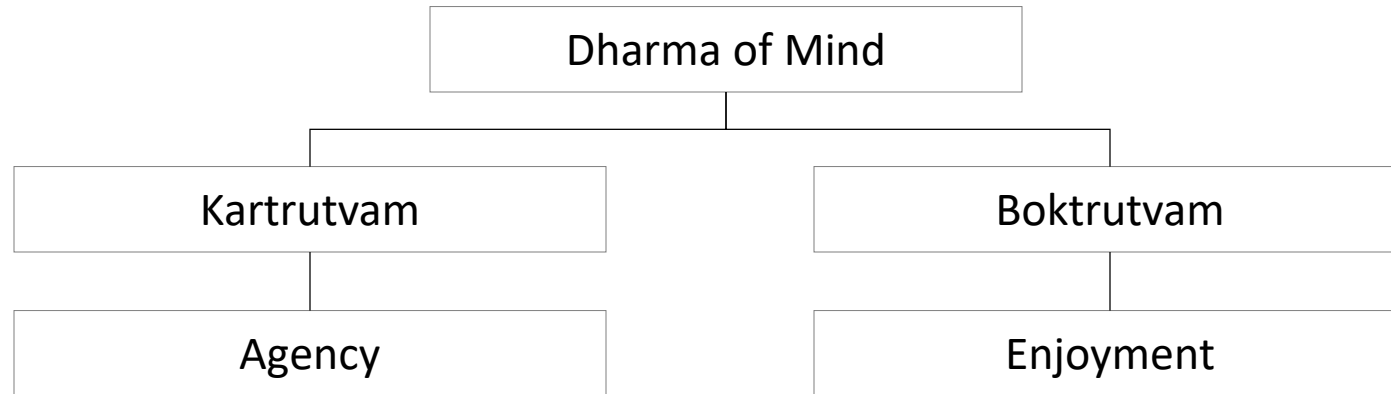 Dharma of Mind
Kartrutvam
Boktrutvam
Agency
Enjoyment